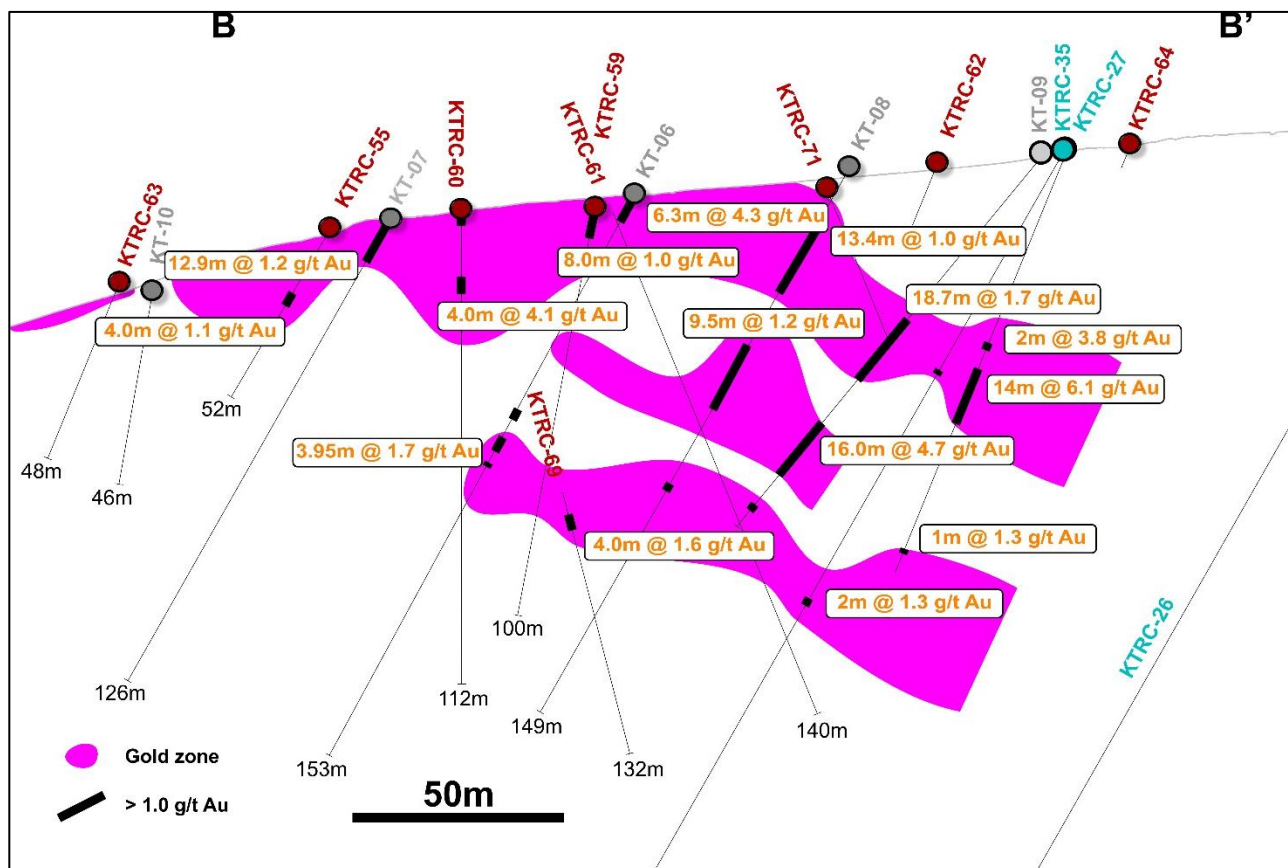 B
B'
KTRC-63
KT-10
KTRC-55
KT-07
KTRC-60
KTRC-61
KTRC-59
KT-06
KTRC-71
KT-08
KTRC-62
KT-09
KTRC-35
KTRC-27
KTRC-64
12.9m @ 1.2 g/t Au
4.0m @ 1.1 g/t Au
6.3m @ 4.3 g/t Au
8.0m @ 1.0 g/t Au
13.4m @ 1.0 g/t Au
4.0m @ 4.1 g/t Au
9.5m @ 1.2 g/t Au
18.7m @ 1.7 g/t Au
2m @ 3.8 g/t Au
14m @ 6.1 g/t Au
3.95m @ 1.7 g/t Au
KTRC-69
16.0m @ 4.7 g/t Au
4.0m @ 1.6 g/t Au
1m @ 1.3 g/t Au
2m @ 1.3 g/t Au
KTRC-26
52m
48m
46m
100m
126m
112m
149m
140m
153m
132m
Gold zone
> 1.0 g/t Au
50m